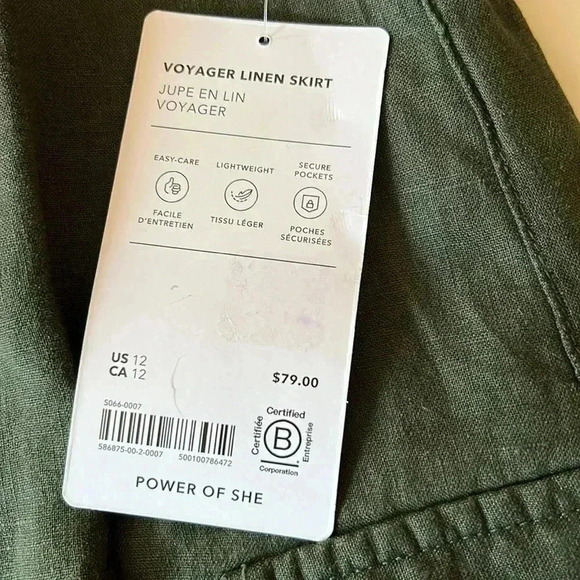 VOYAGER LINEN SKIRT
JUPE EN LIN
VOYAGER
EASY-CARE
FACILE
D'ENTRETIEN
LIGHTWEIGHT
TISSU LÉGER
SECURE
POCKETS
POCHES
SÉCURISÉES
US 12
CA 12
$79.00
5066-0007
586875-00-2-0007 500100786472
Certified
Certifiée
B
Entreprise
Corporation
POWER OF SHE